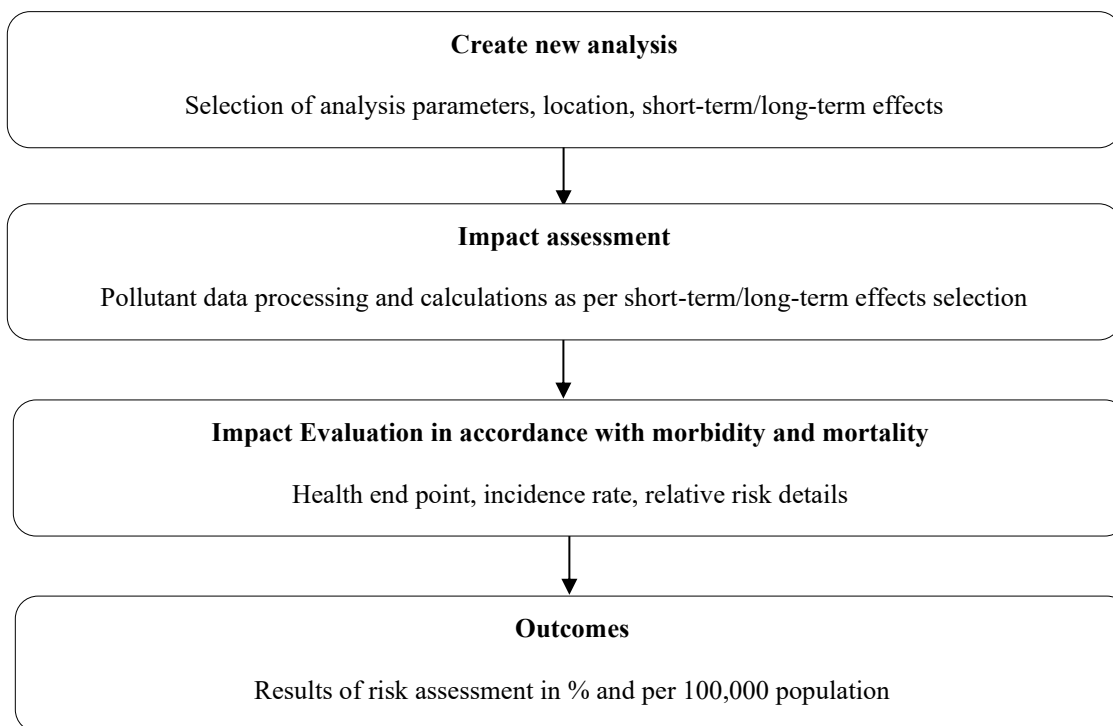 Create new analysis
Selection of analysis parameters, location, short-term/long-term effects
Impact assessment
Pollutant data processing and calculations as per short-term/long-term effects selection
Impact Evaluation in accordance with morbidity and mortality
Health end point, incidence rate, relative risk details
Outcomes
Results of risk assessment in % and per 100,000 population